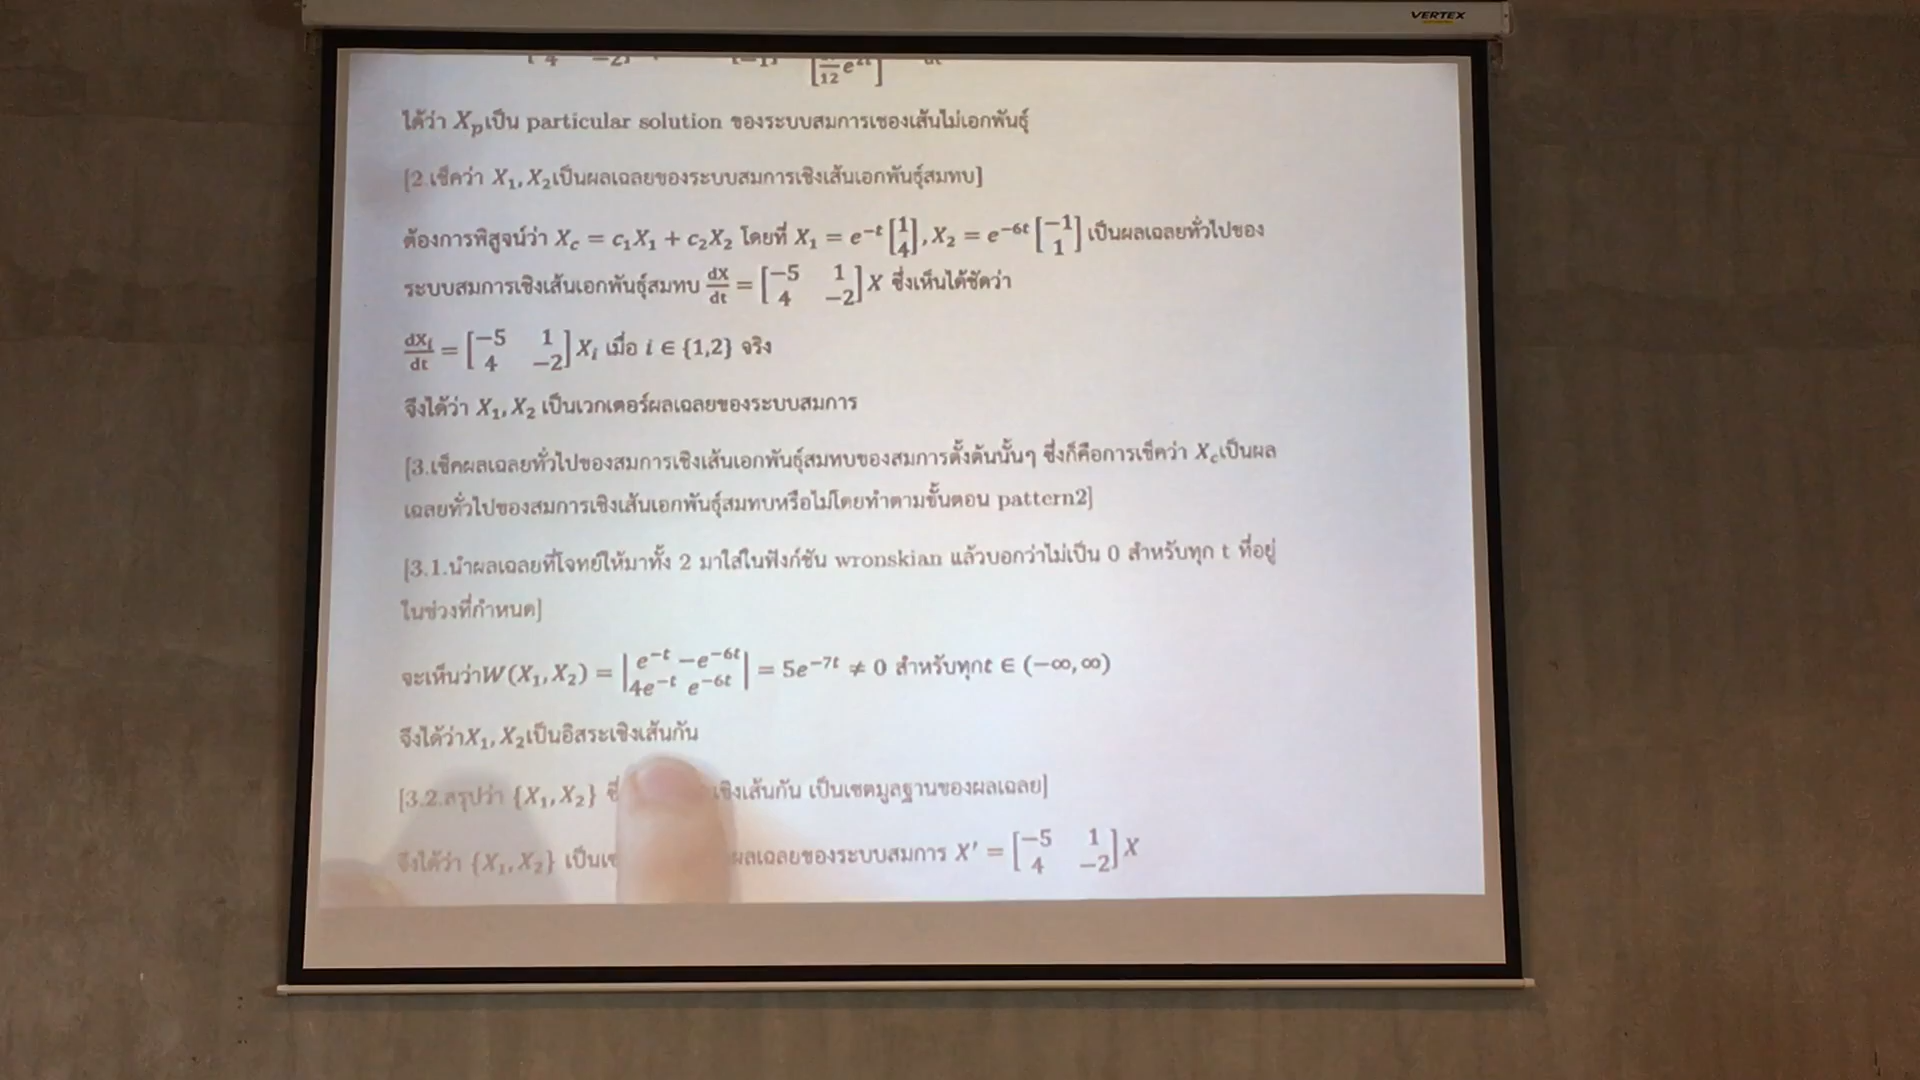 VERTEX
ได้ว่า X_p เป็น particular solution ของระบบสมการเชองเส้นไม่เอกพันธุ์
[2.เช็คว่า X₁, X₂ เป็นผลเฉลยของระบบสมการเชิงเส้นเอกพันธุ์สมทบ]
ต้องการพิสูจน์ว่า X_c = c₁X₁ + c₂X₂ โดยที่ X₁ = e^{-t} [1; 4], X₂ = e^{-6t} [-1; 1] เป็นผลเฉลยทั่วไปของ
ระบบสมการเชิงเส้นเอกพันธุ์สมทบ dX/dt = [-5 1; 4 -2] X ซึ่งเห็นได้ชัดว่า
dX_i/dt = [-5 1; 4 -2] X_i เมื่อ i ∈ {1,2} จริง
จึงได้ว่า X₁, X₂ เป็นเวกเตอร์ผลเฉลยของระบบสมการ
[3.เช็คผลเฉลยทั่วไปของสมการเชิงเส้นเอกพันธุ์สมทบของสมการตั้งต้นนั้นๆ ซึ่งก็คือการเช็คว่า X_c เป็นผล
เฉลยทั่วไปของสมการเชิงเส้นเอกพันธุ์สมทบหรือไม่โดยทำตามขั้นตอน pattern2]
[3.1.นำผลเฉลยที่โจทย์ให้มาทั้ง 2 มาใส่ในฟังก์ชัน wronskian แล้วบอกว่าไม่เป็น 0 สำหรับทุก t ที่อยู่
ในช่วงที่กำหนด]
จะเห็นว่าW(X₁, X₂) = |e^{-t} -e^{-6t}; 4e^{-t} e^{-6t}| = 5e^{-7t} ≠ 0 สำหรับทุกt ∈ (-∞, ∞)
จึงได้ว่าX₁, X₂เป็นอิสระเชิงเส้นกัน
[3.2.สรุปว่า {X₁, X₂} เชิงเส้นกัน เป็นเซตมูลฐานของผลเฉลย]
จึงได้ว่า {X₁, X₂} เป็น ผลเฉลยของระบบสมการ X′ = [-5 1; 4 -2] X